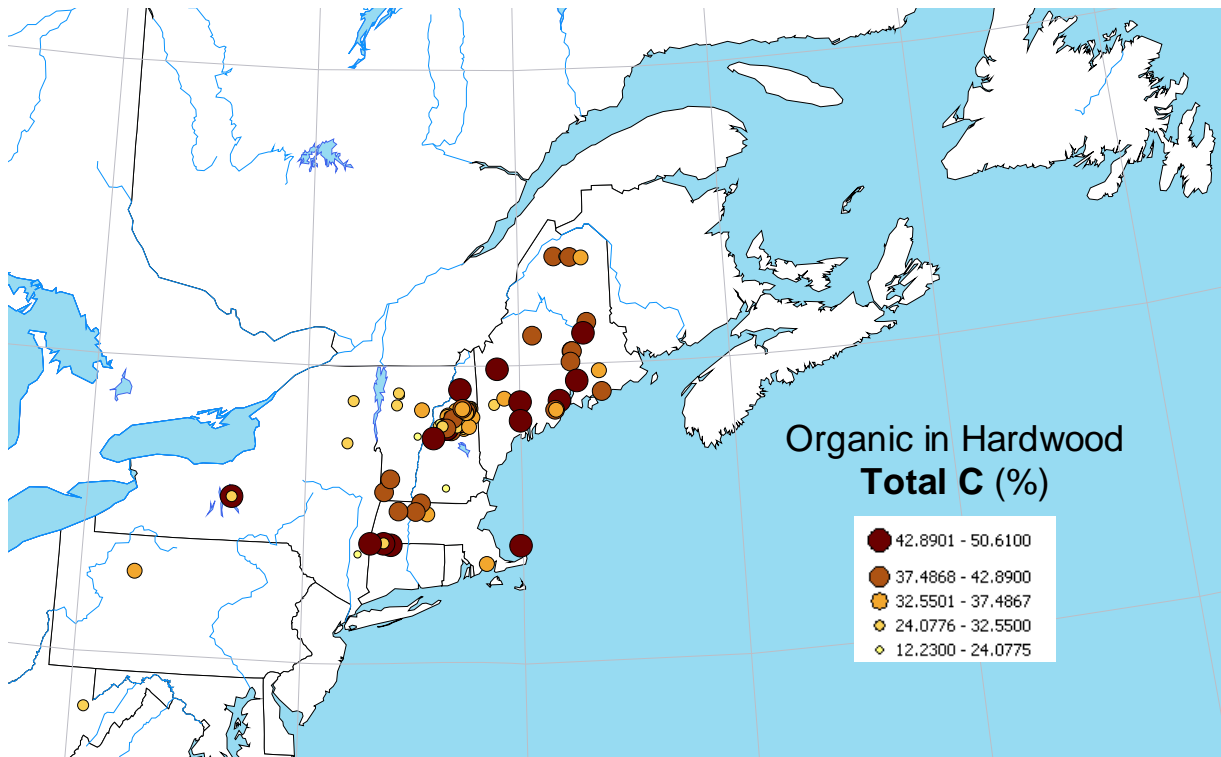 Organic in Hardwood
Total C (%)
42.8901 - 50.6100
37.4868 - 42.8900
32.5501 - 37.4867
24.0776 - 32.5500
12.2300 - 24.0775